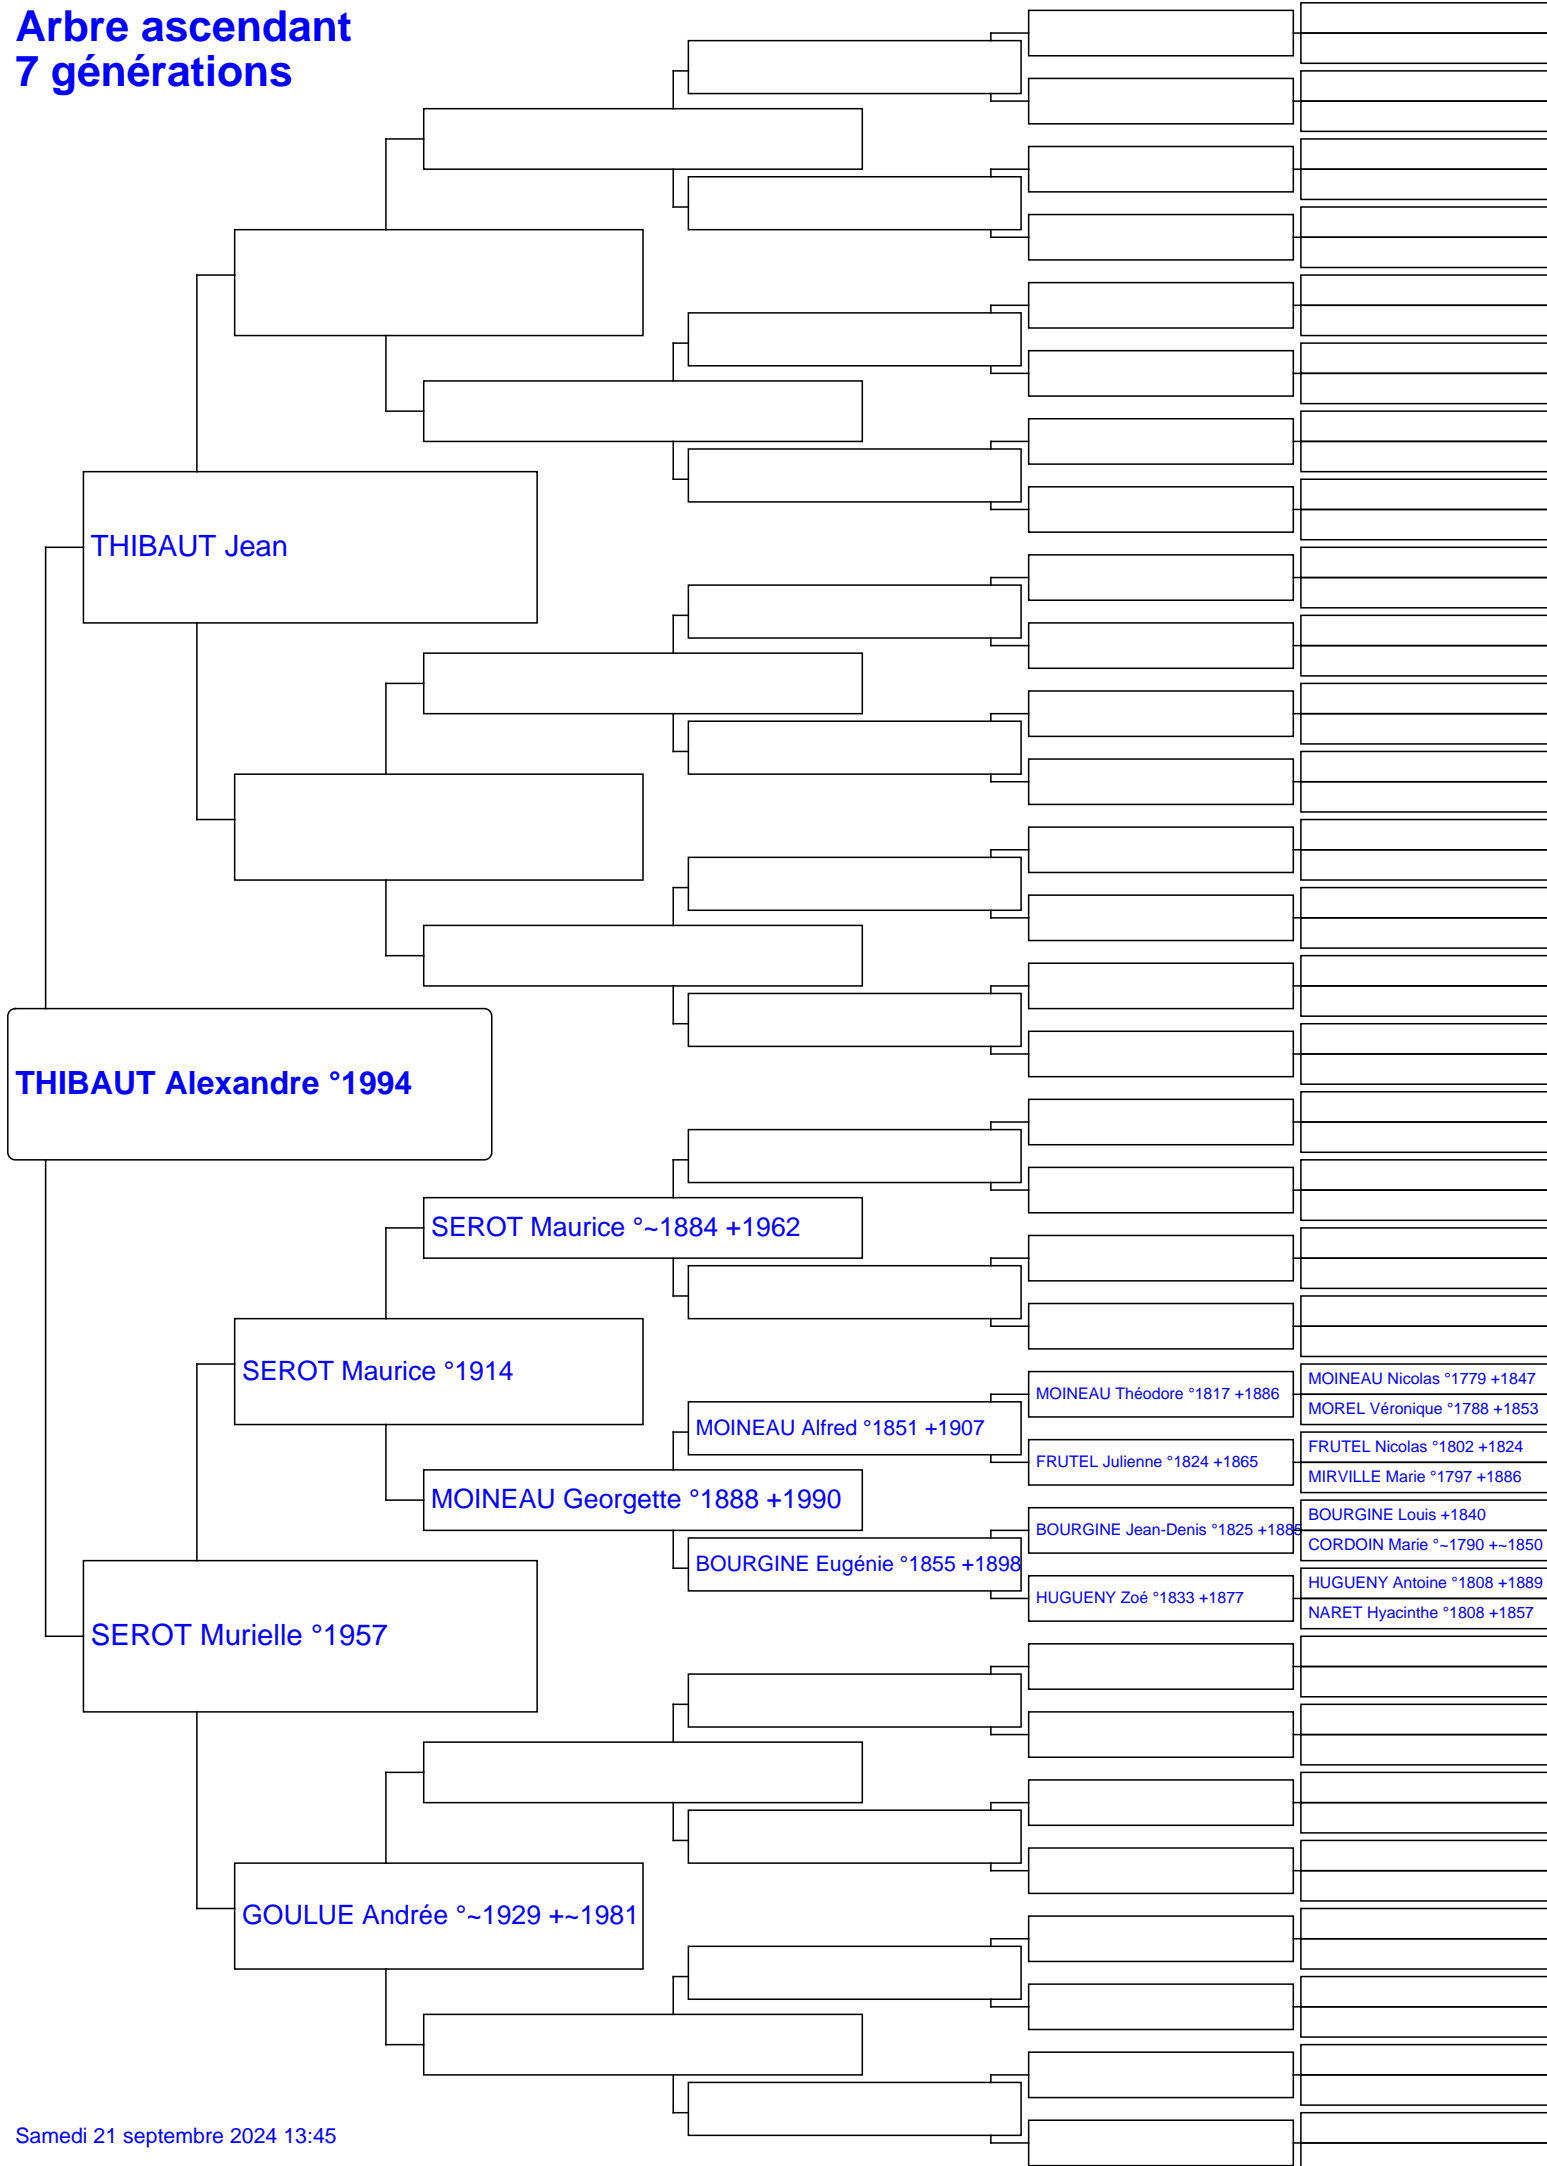 Arbre ascendant
7 générations
THIBAUT Jean
THIBAUT Alexandre °1994
SEROT Maurice °~1884 +1962
SEROT Maurice °1914
MOINEAU Nicolas °1779 +1847
MOINEAU Théodore °1817 +1886
MOREL Véronique °1788 +1853
MOINEAU Alfred °1851 +1907
FRUTEL Nicolas °1802 +1824
FRUTEL Julienne °1824 +1865
MIRVILLE Marie °1797 +1886
MOINEAU Georgette °1888 +1990
BOURGINE Louis +1840
BOURGINE Jean-Denis °1825 +1885
CORDOIN Marie °~1790 +~1850
BOURGINE Eugénie °1855 +1898
HUGUENY Antoine °1808 +1889
HUGUENY Zoé °1833 +1877
NARET Hyacinthe °1808 +1857
SEROT Murielle °1957
GOULUE Andrée °~1929 +~1981
Samedi 21 septembre 2024 13:45